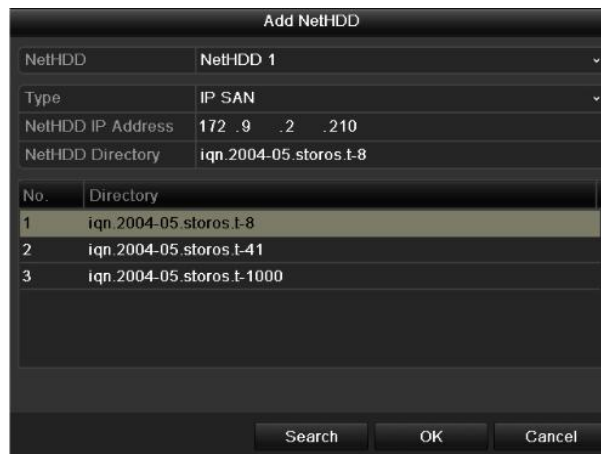 Add NetHDD
NetHDD NetHDD 1
Type IP SAN
NetHDD IP Address 172 .9 .2 .210
NetHDD Directory iqn.2004-05.storos.t-8
No. Directory
1 iqn.2004-05.storos.t-8
2 iqn.2004-05.storos.t-41
3 iqn.2004-05.storos.t-1000
Search OK Cancel